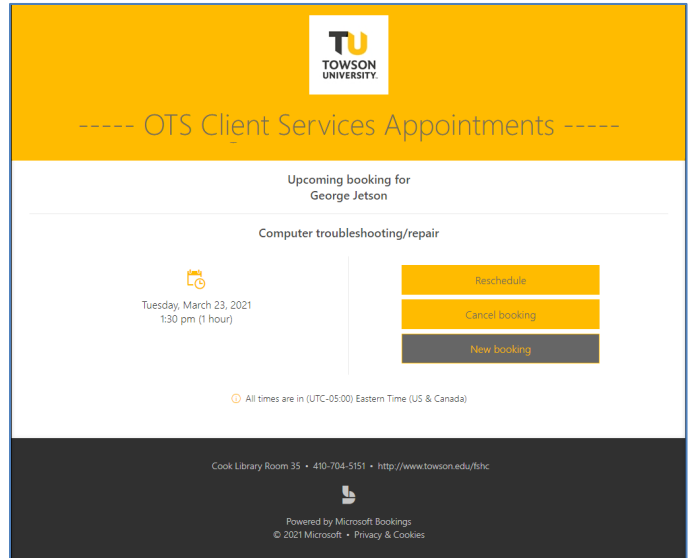 TU
TOWSON
UNIVERSITY.
----- OTS Client Services Appointments -----
Upcoming booking for
George Jetson
Computer troubleshooting/repair
Tuesday, March 23, 2021
1:30 pm (1 hour)
Reschedule
Cancel booking
New booking
All times are in (UTC-05:00) Eastern Time (US & Canada)
Cook Library Room 35 • 410-704-5151 • http://www.towson.edu/fshc
Powered by Microsoft Bookings
© 2021 Microsoft • Privacy & Cookies